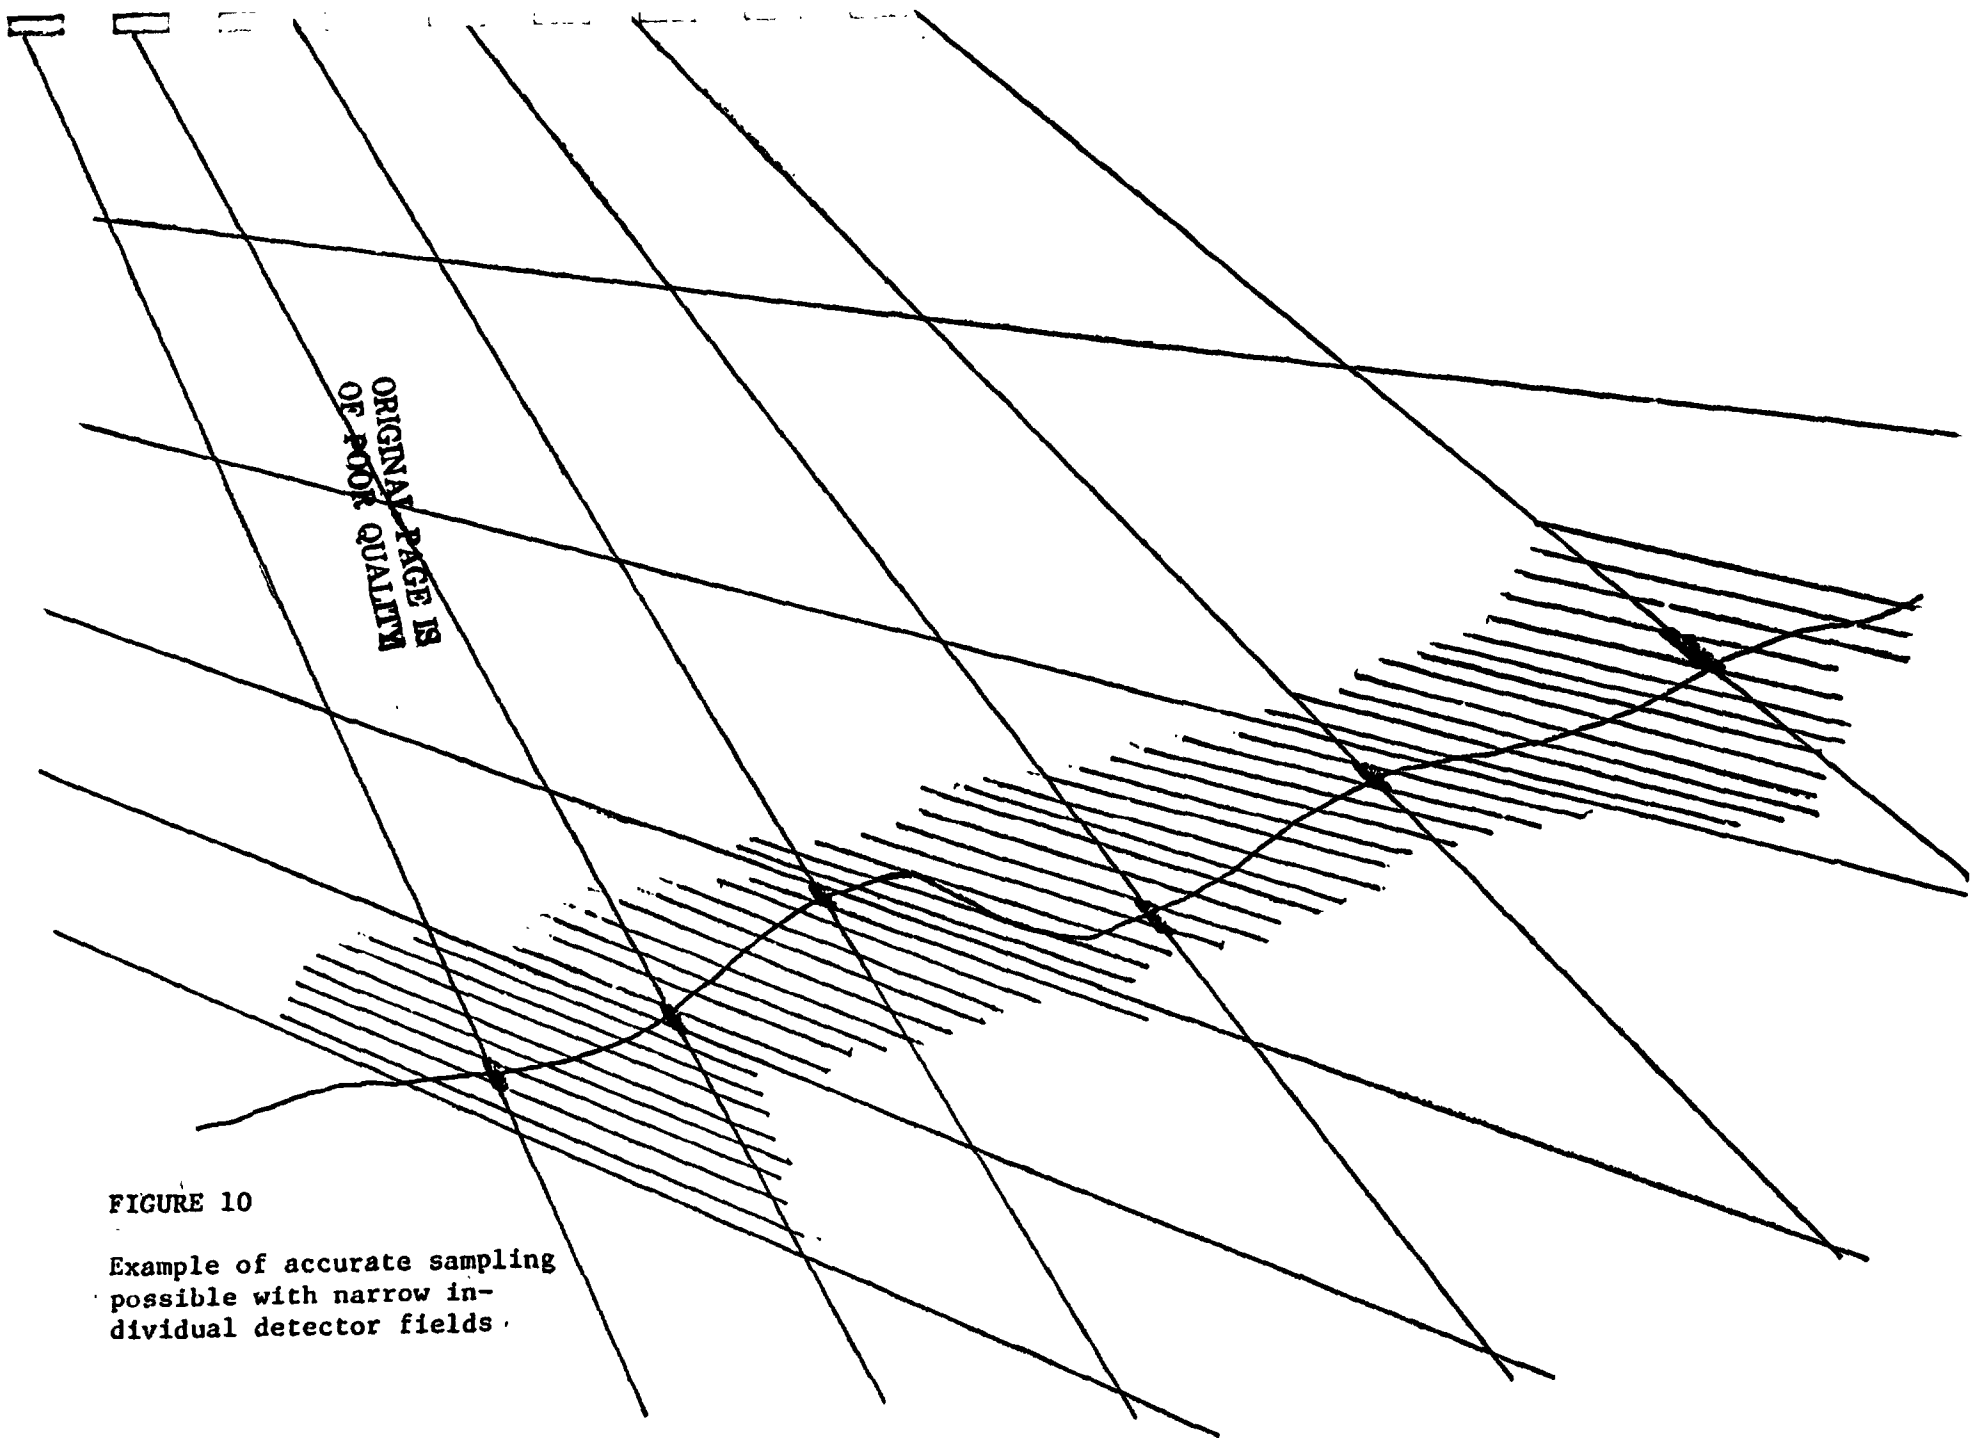 ORIGINAL PAGE IS
OF POOR QUALITY
FIGURE 10
Example of accurate sampling
possible with narrow in-
dividual detector fields